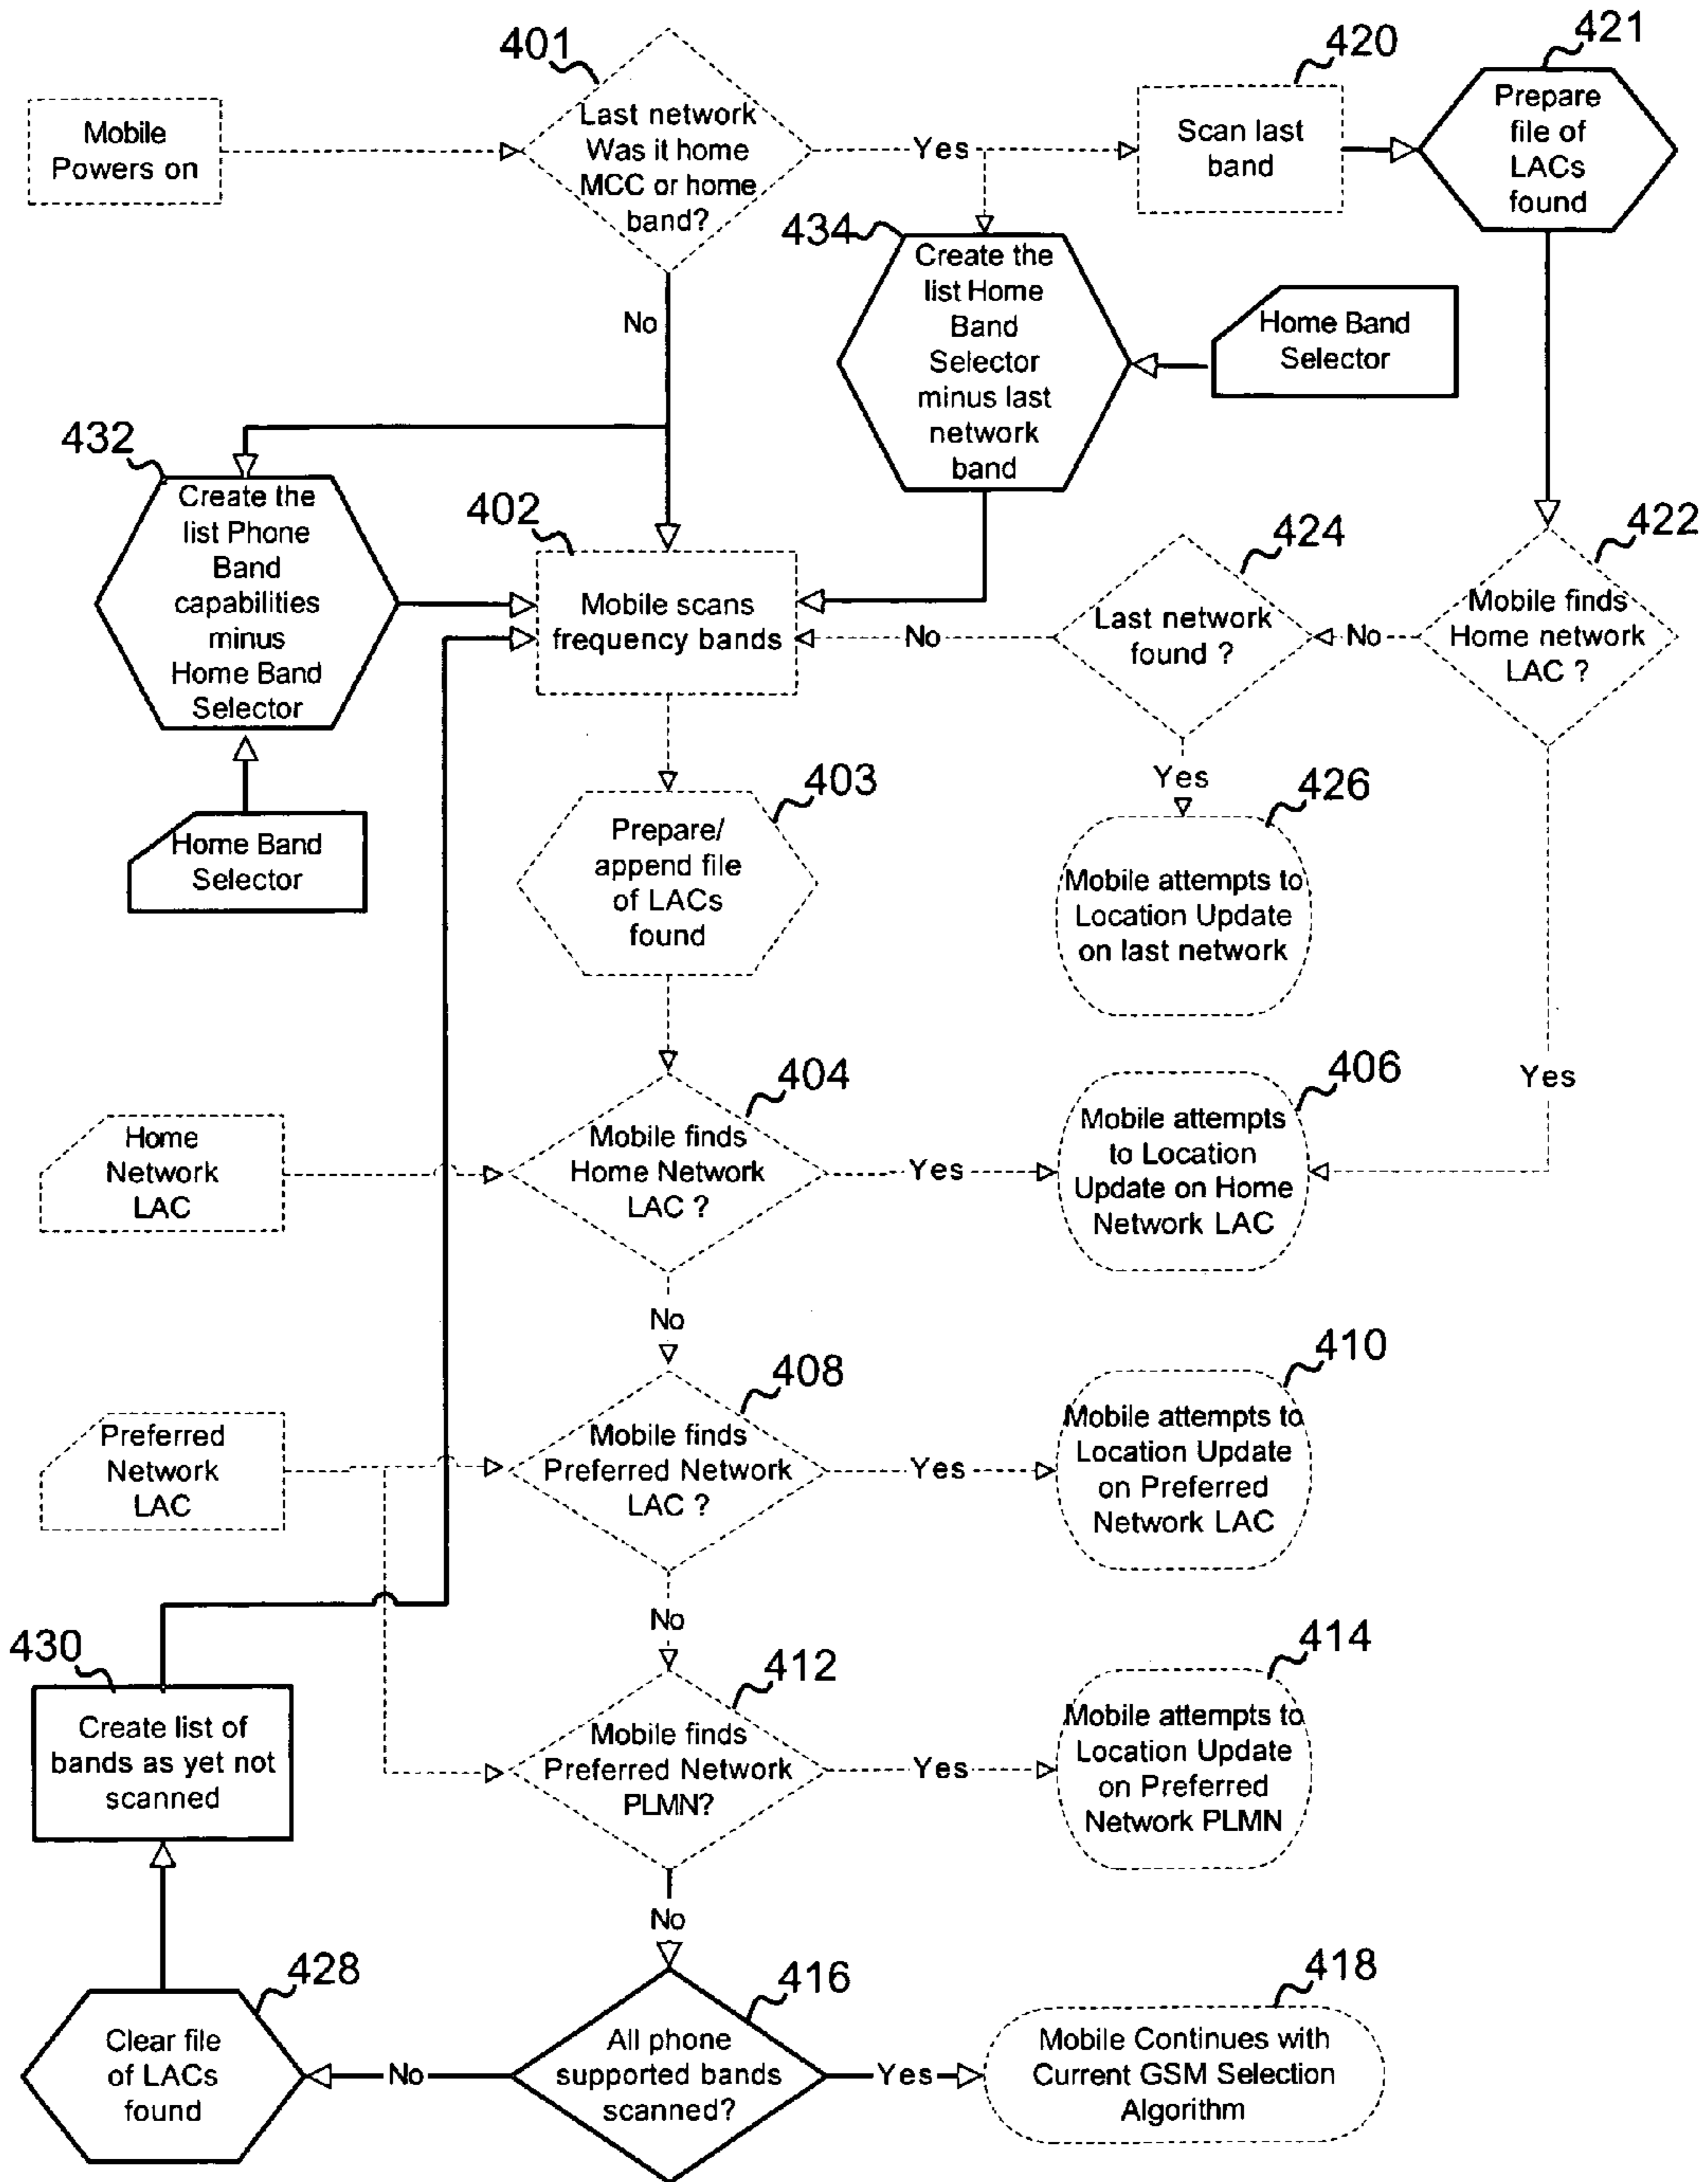 401
420
421
Mobile
Powers on
Last network
Was it home
MCC or home
band?
Yes
Scan last
band
Prepare
file of
LACs
found
434
Create the
list Home
Band
Selector
minus last
network
band
Home Band
Selector
No
432
Create the
list Phone
Band
capabilities
minus
Home Band
Selector
402
Mobile scans
frequency bands
424
Last network
found ?
No
422
Mobile finds
Home network
LAC ?
No
Home Band
Selector
403
Prepare/
append file
of LACs
found
Yes
426
Mobile attempts to
Location Update
on last network
Yes
Home
Network
LAC
404
Mobile finds
Home Network
LAC ?
Yes
406
Mobile attempts
to Location
Update on Home
Network LAC
No
Preferred
Network
LAC
408
Mobile finds
Preferred Network
LAC ?
Yes
410
Mobile attempts to
Location Update
on Preferred
Network LAC
No
430
Create list of
bands as yet not
scanned
412
Mobile finds
Preferred Network
PLMN?
Yes
414
Mobile attempts to
Location Update
on Preferred
Network PLMN
No
428
Clear file
of LACs
found
No
416
All phone
supported bands
scanned?
Yes
418
Mobile Continues with
Current GSM Selection
Algorithm